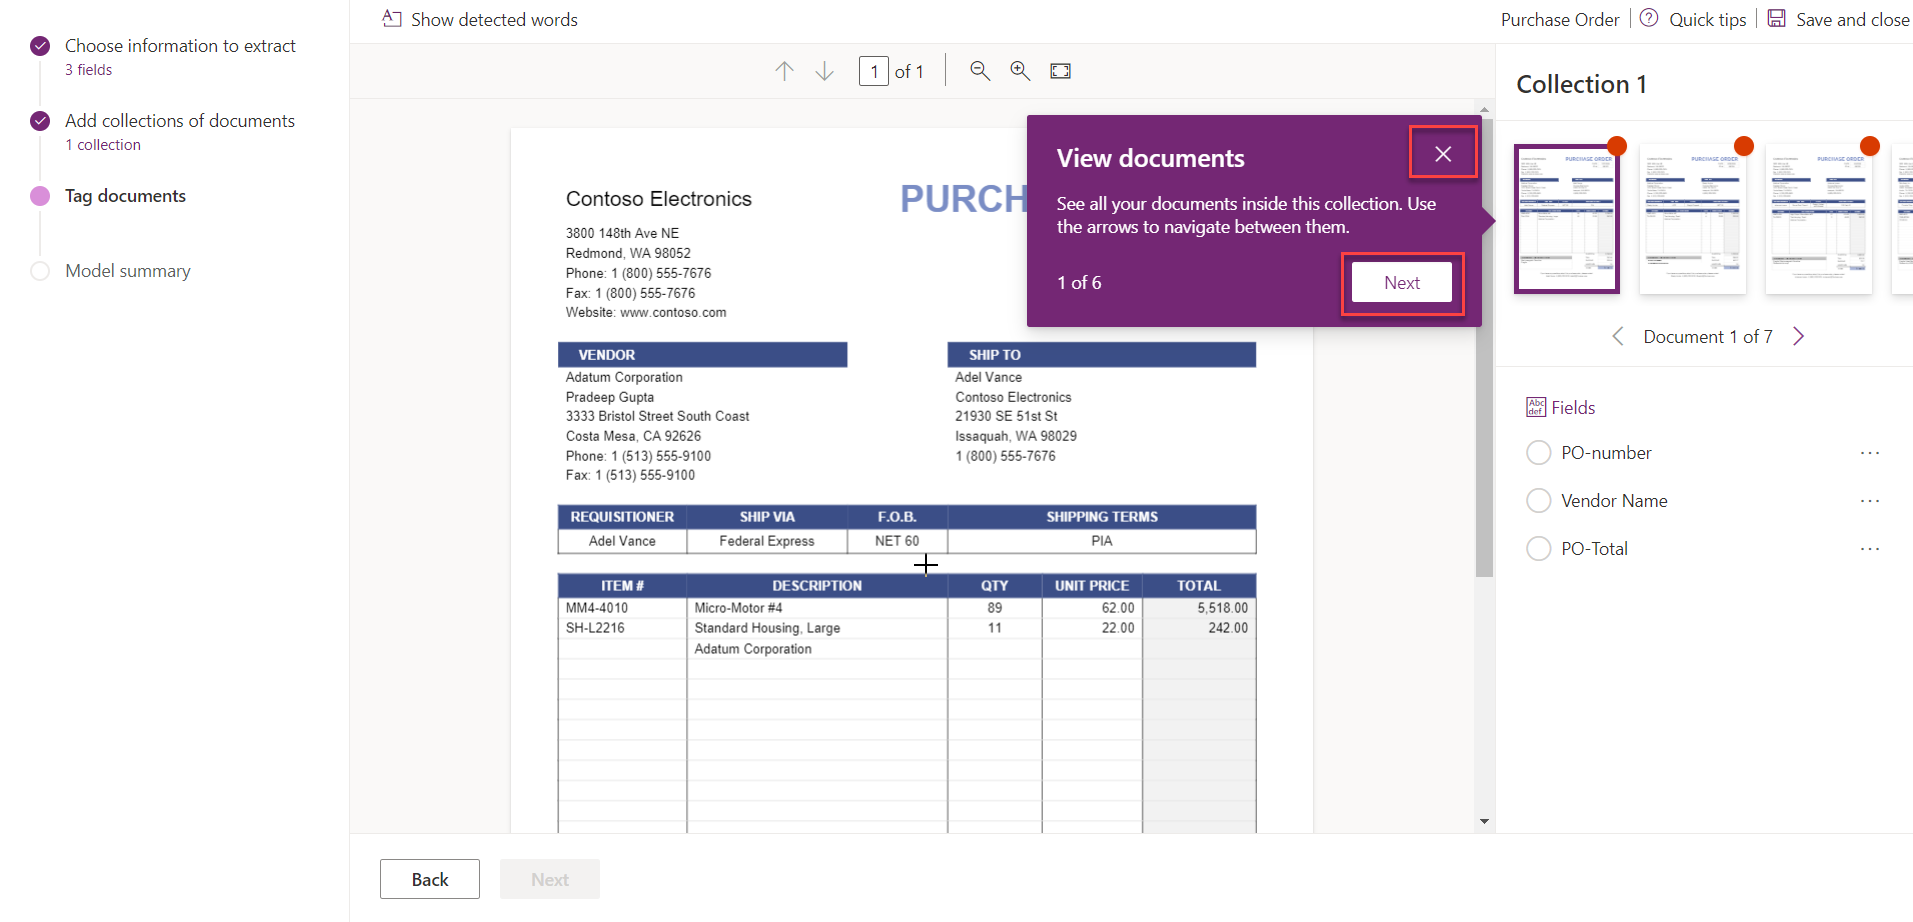 Choose information to extract
3 fields
Add collections of documents
1 collection
Tag documents
Model summary
Show detected words
Purchase Order
Quick tips
Save and close
1 of 1
Contoso Electronics
PURCH
3800 148th Ave NE
Redmond, WA 98052
Phone: 1 (800) 555-7676
Fax: 1 (800) 555-7676
Website: www.contoso.com
View documents
See all your documents inside this collection. Use
the arrows to navigate between them.
1 of 6
Next
VENDOR
Adatum Corporation
Pradeep Gupta
3333 Bristol Street South Coast
Costa Mesa, CA 92626
Phone: 1 (513) 555-9100
Fax: 1 (513) 555-9100
SHIP TO
Adel Vance
Contoso Electronics
21930 SE 51st St
Issaquah, WA 98029
1 (800) 555-7676
REQUISITIONER SHIP VIA F.O.B. SHIPPING TERMS
Adel Vance Federal Express NET 60 PIA
ITEM # DESCRIPTION QTY UNIT PRICE TOTAL
MM4-4010 Micro-Motor #4 89 62.00 5,518.00
SH-L2216 Standard Housing, Large 11 22.00 242.00
Adatum Corporation
Back
Next
Collection 1
PURCHASE ORDER
PURCHASE ORDER
PURCHASE ORDER
Document 1 of 7
Abc
def
Fields
PO-number
Vendor Name
PO-Total